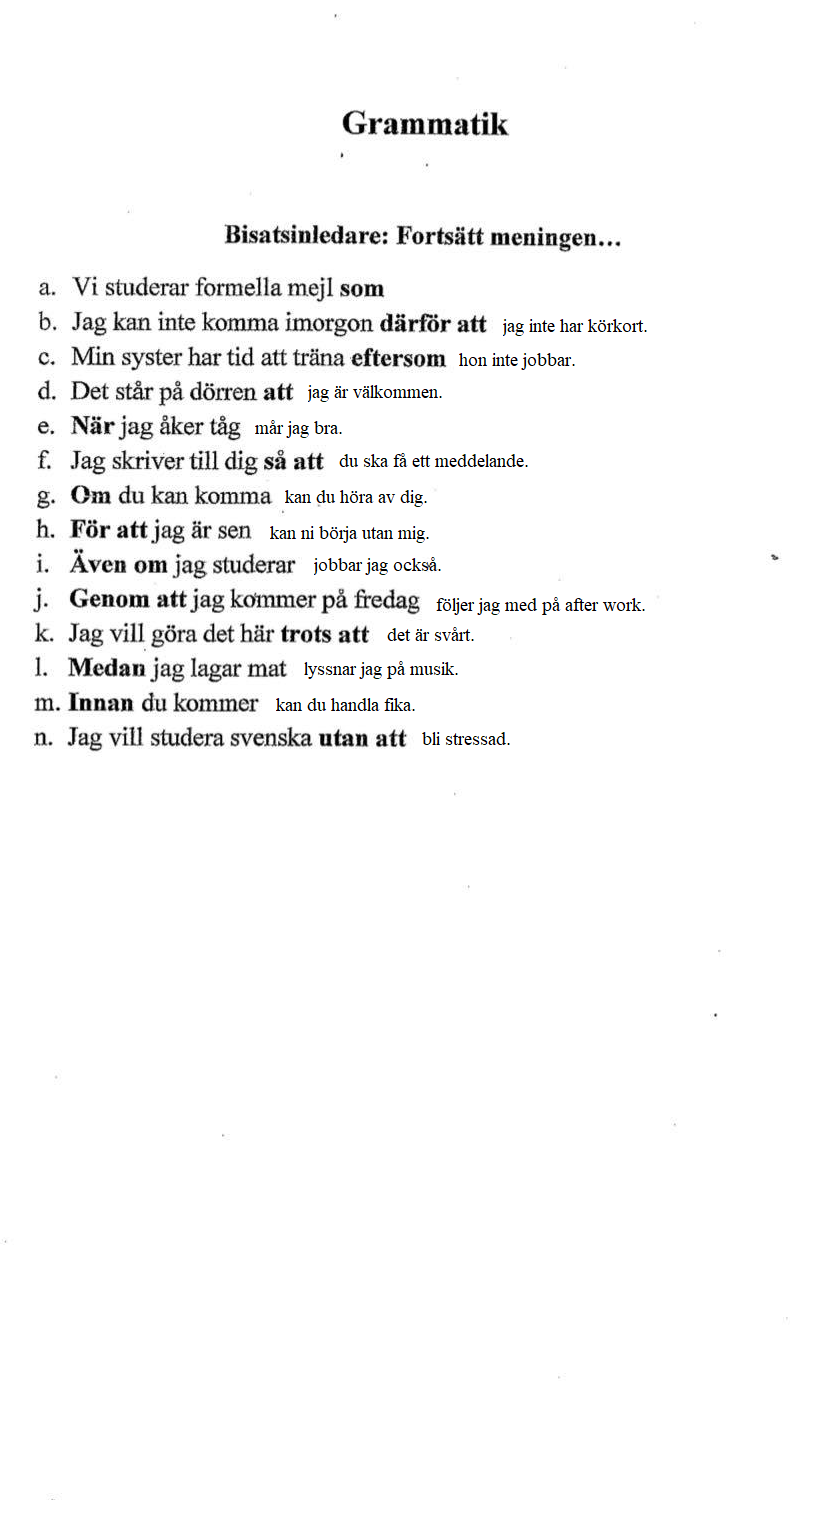 Grammatik
Bisatsinledare: Fortsätt meningen...
a. Vi studerar formella mejl som
b. Jag kan inte komma imorgon därför att jag inte har körkort.
c. Min syster har tid att träna eftersom hon inte jobbar.
d. Det står på dörren att jag är välkommen.
e. När jag åker tåg mår jag bra.
f. Jag skriver till dig så att du ska få ett meddelande.
g. Om du kan komma kan du höra av dig.
h. För att jag är sen kan ni börja utan mig.
i. Även om jag studerar jobbar jag också.
j. Genom att jag kommer på fredag följer jag med på after work.
k. Jag vill göra det här trots att det är svårt.
l. Medan jag lagar mat lyssnar jag på musik.
m. Innan du kommer kan du handla fika.
n. Jag vill studera svenska utan att bli stressad.